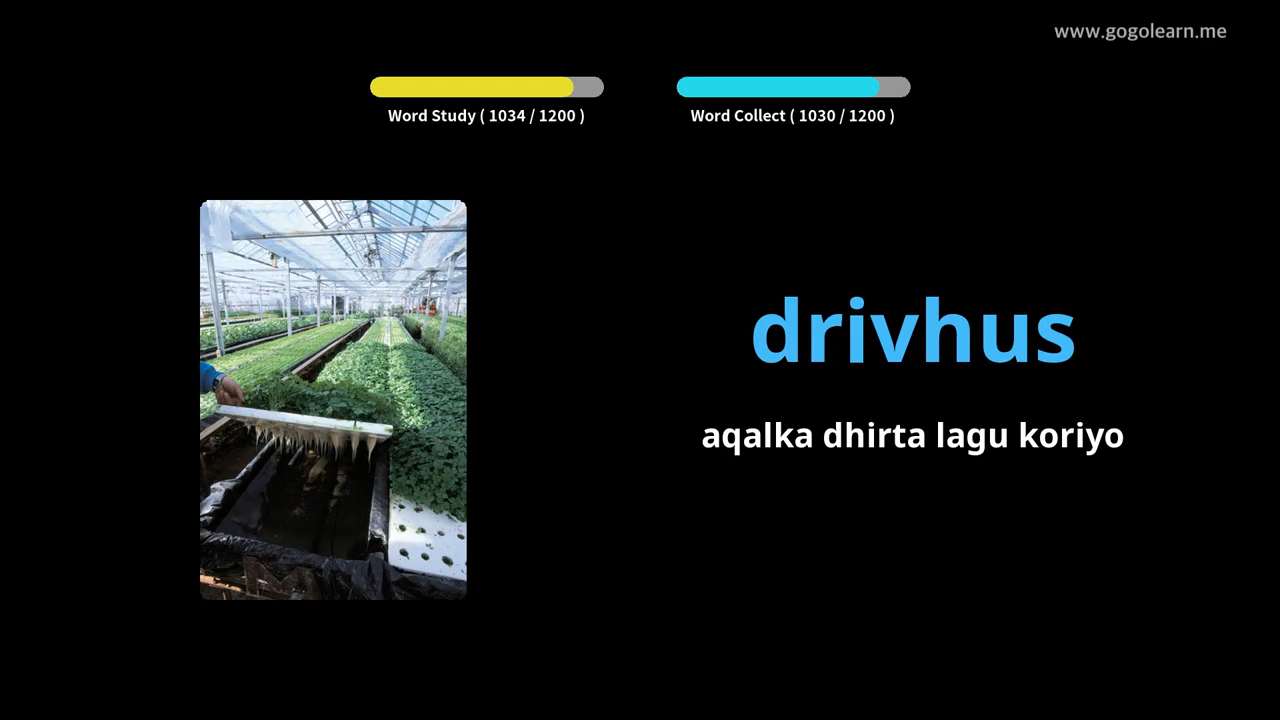 www.gogolearn.me
Word Study ( 1034 / 1200 )
Word Collect ( 1030 / 1200 )
drivhus
aqalka dhirta lagu koriyo